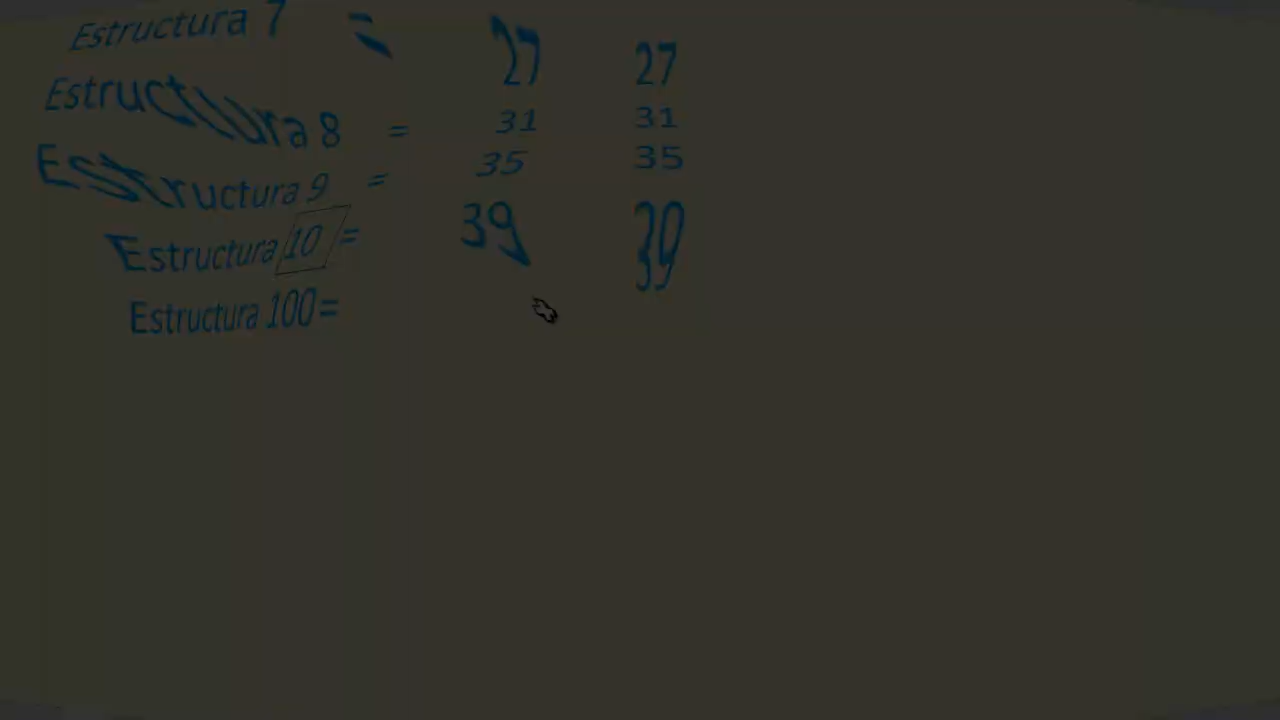 Estructura 7 = 27 27
Estructura 8 = 31 31
Estructura 9 = 35 35
Estructura 10 = 39 39
Estructura 100=